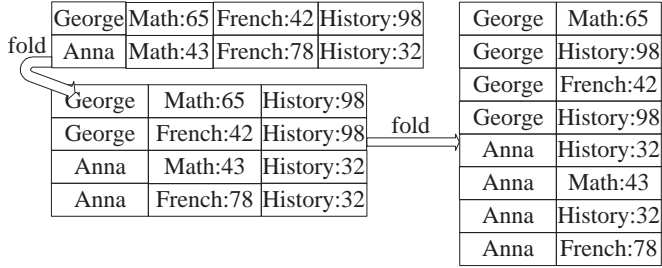 George Math:65 French:42 History:98
Anna Math:43 French:78 History:32
fold
George Math:65 History:98
George French:42 History:98
Anna Math:43 History:32
Anna French:78 History:32
fold
George Math:65
George History:98
George French:42
George History:98
Anna History:32
Anna Math:43
Anna History:32
Anna French:78